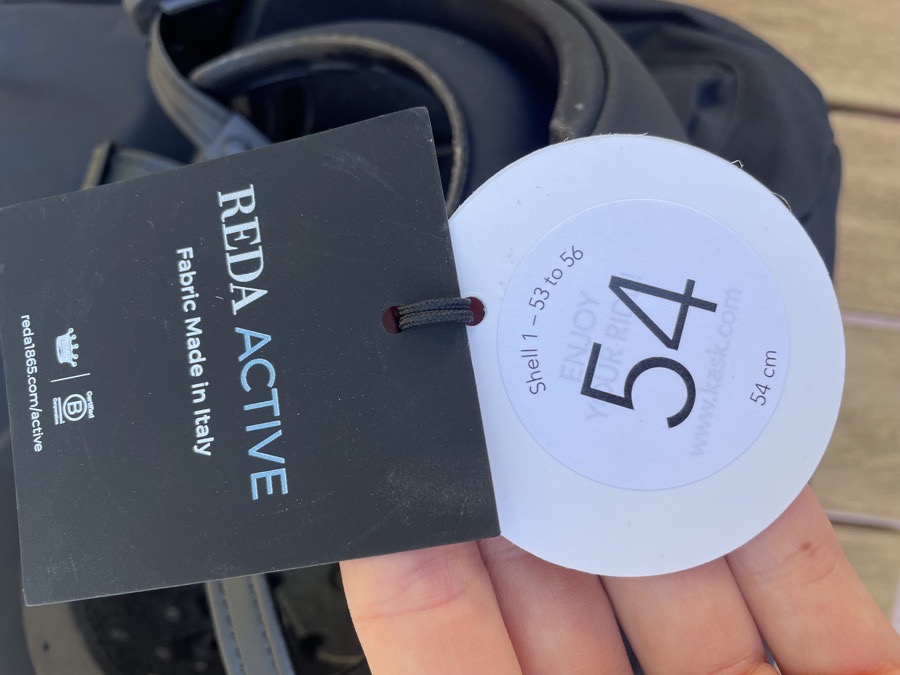 REDA ACTIVE
Fabric Made in Italy
Certified
B
reda1865.com/active
Shell 1 – 53 to 56
ENJOY
YOUR RIDE!
54
www.kask.com
54 cm